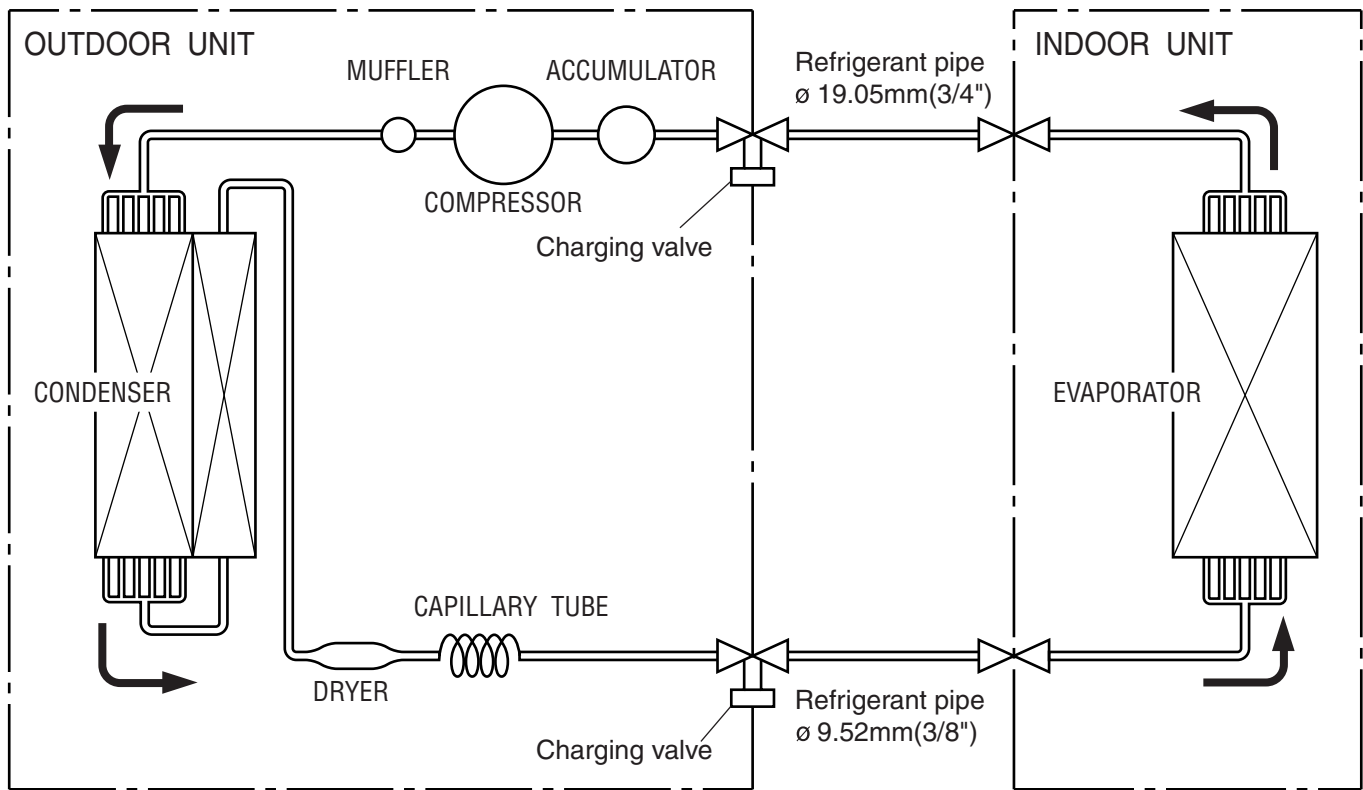 OUTDOOR UNIT
INDOOR UNIT
MUFFLER
ACCUMULATOR
Refrigerant pipe
ø 19.05mm(3/4")
COMPRESSOR
Charging valve
CONDENSER
EVAPORATOR
CAPILLARY TUBE
DRYER
Refrigerant pipe
ø 9.52mm(3/8")
Charging valve